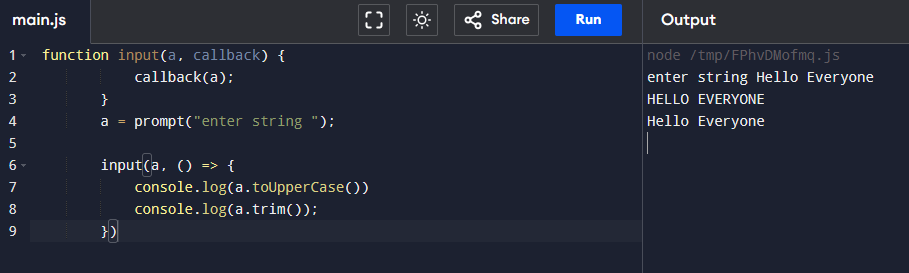 main.js
Share
Run
Output
1 function input(a, callback) {
2 callback(a);
3 }
4 a = prompt("enter string ");
5
6 input(a, () => {
7 console.log(a.toUpperCase())
8 console.log(a.trim());
9 })
node /tmp/FPhvDMofmq.js
enter string Hello Everyone
HELLO EVERYONE
Hello Everyone